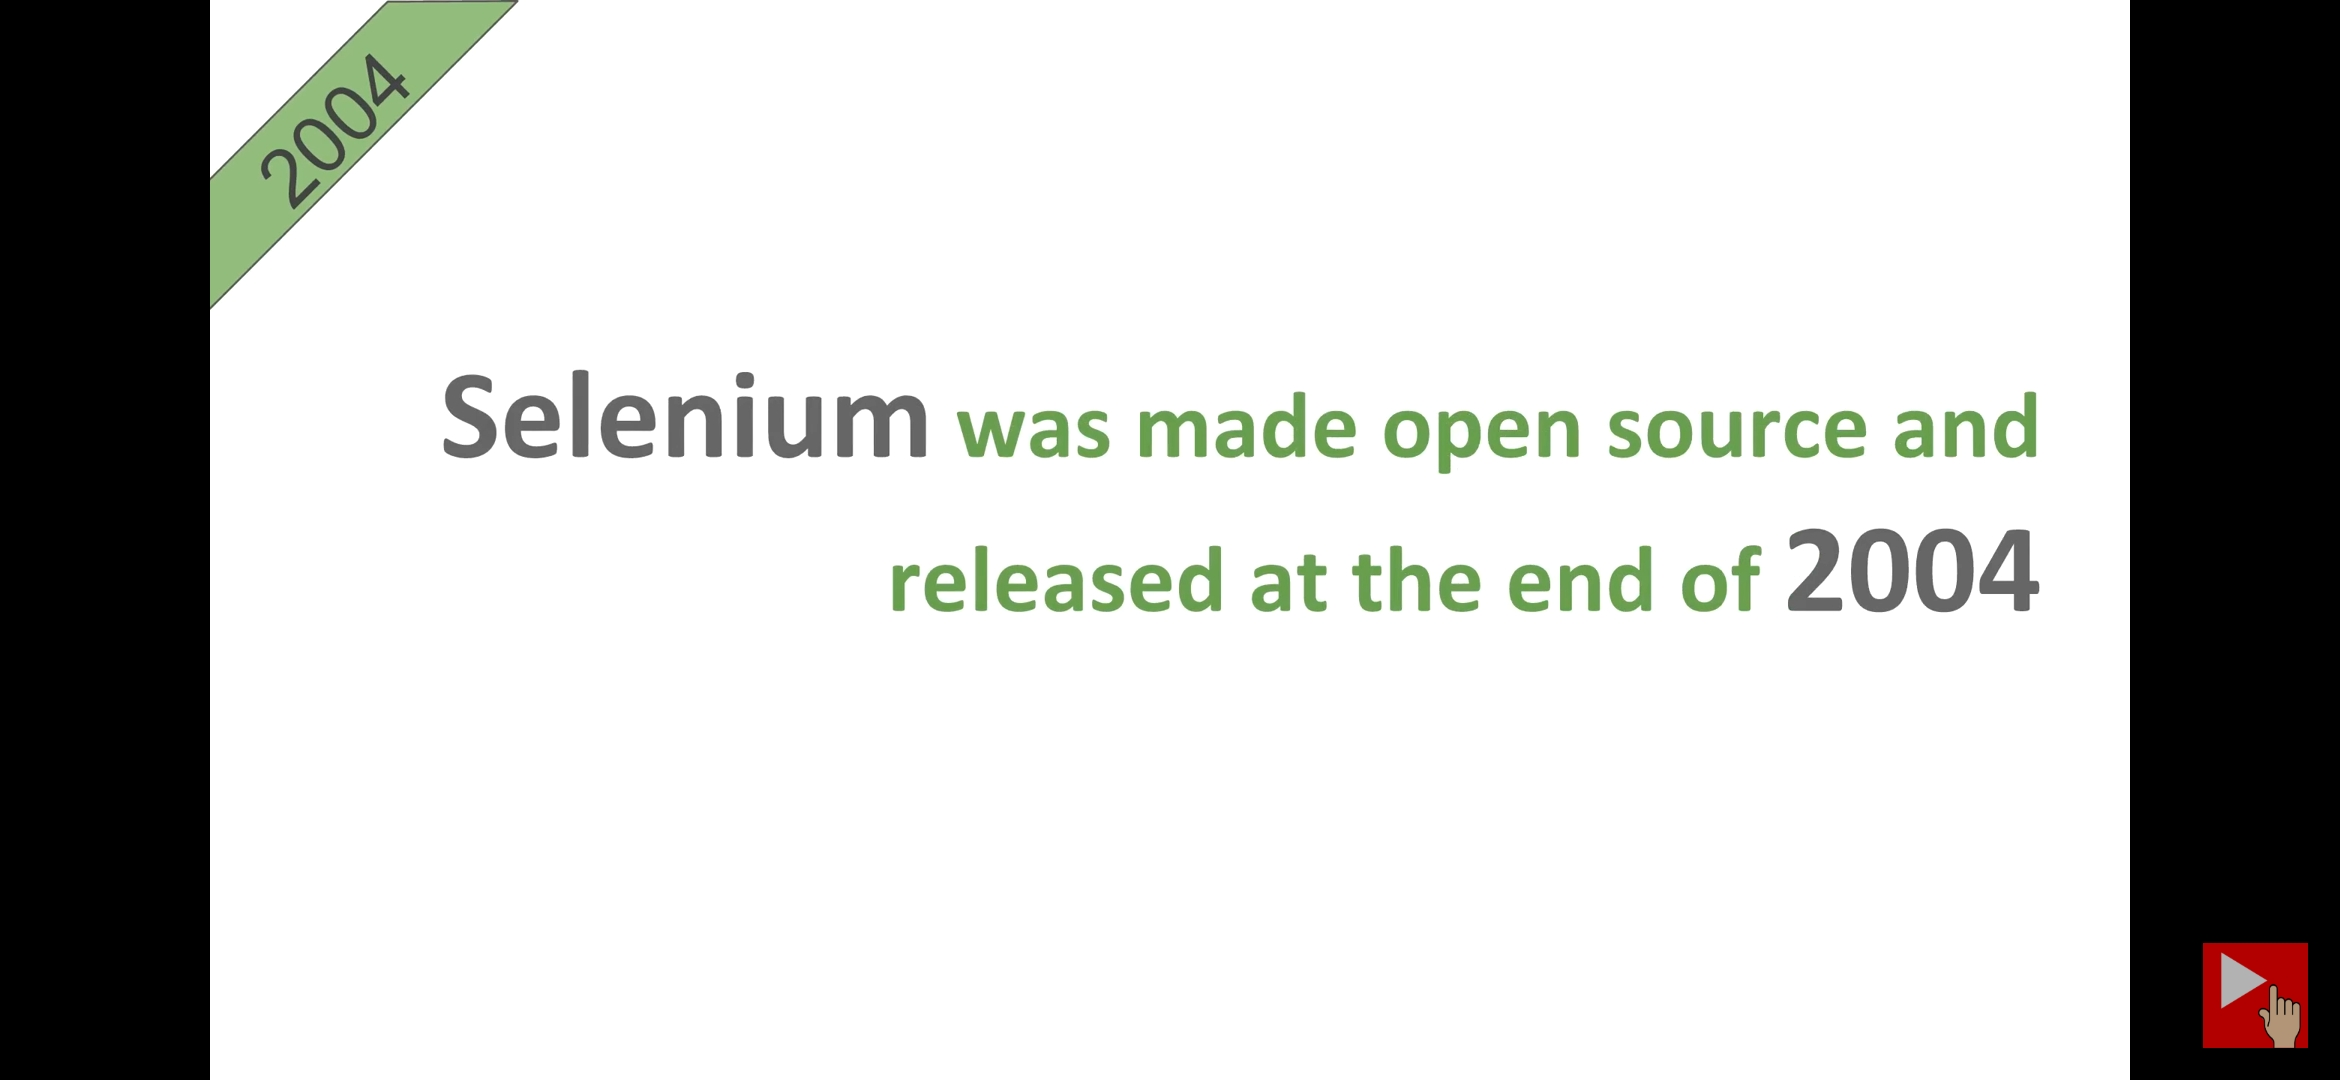 2004
Selenium was made open source and
released at the end of 2004